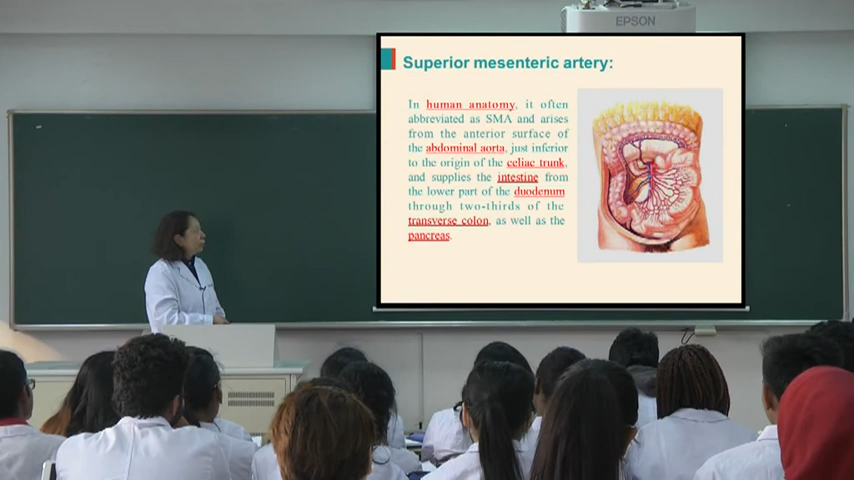 EPSON
Superior mesenteric artery:
In human anatomy, it often
abbreviated as SMA and arises
from the anterior surface of
the abdominal aorta, just inferior
to the origin of the celiac trunk,
and supplies the intestine from
the lower part of the duodenum
through two-thirds of the
transverse colon, as well as the
pancreas.